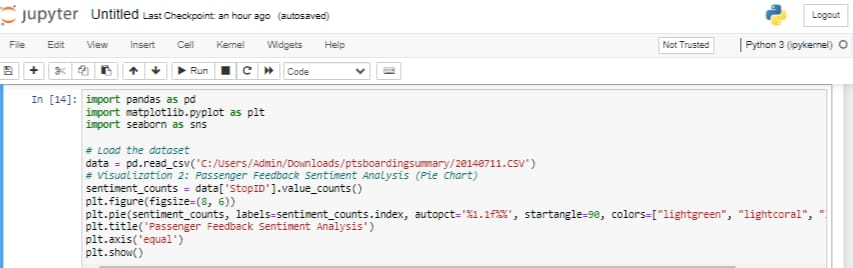 jupyter Untitled Last Checkpoint: an hour ago (autosaved)
Logout
File Edit View Insert Cell Kernel Widgets Help
Not Trusted
Python 3 (ipykernel)
Run
Code
In [14]: import pandas as pd
import matplotlib.pyplot as plt
import seaborn as sns
# Load the dataset
data = pd.read_csv('C:/Users/Admin/Downloads/ptsboardingsummary/20140711.CSV')
# Visualization 2: Passenger Feedback Sentiment Analysis (Pie Chart)
sentiment_counts = data['StopID'].value_counts()
plt.figure(figsize=(8, 6))
plt.pie(sentiment_counts, labels=sentiment_counts.index, autopct='%1.1f%%', startangle=90, colors=["lightgreen", "lightcoral", "
plt.title('Passenger Feedback Sentiment Analysis')
plt.axis('equal')
plt.show()